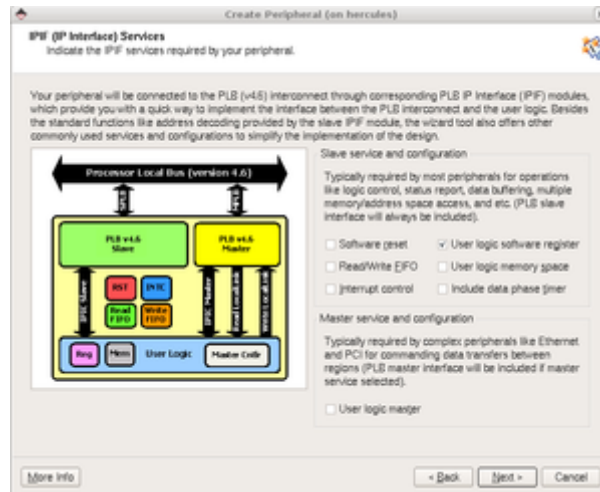 Create Peripheral (on hercules)
IPIF (IP Interface) Services
Indicate the IPIF services required by your peripheral.
Your peripheral will be connected to the PLB (v4.6) interconnect through corresponding PLB IP Interface (IPIF) modules,
which provide you with a quick way to implement the interface between the PLB interconnect and the user logic. Besides
the standard functions like address decoding provided by the slave IPIF module, the wizard tool also offers other
commonly used services and configurations to simplify the implementation of the design.
Processor Local Bus (version 4.6)
SPLB
MPLB
PLB v4.6
Slave
PLB v4.6
Master
IPIC Slave
RST
INTC
Read
FIFO
Write
FIFO
IPIC Master
Read LocalLink
Write LocalLink
Reg
Mem
User Logic
Master Cntlr
Slave service and configuration
Typically required by most peripherals for operations
like logic control, status report, data buffering, multiple
memory/address space access, and etc. (PLB slave
interface will always be included).
Software reset
User logic software register
Read/Write FIFO
User logic memory space
Interrupt control
Include data phase timer
Master service and configuration
Typically required by complex peripherals like Ethernet
and PCI for commanding data transfers between
regions (PLB master interface will be included if master
service selected).
User logic master
More Info
< Back
Next >
Cancel